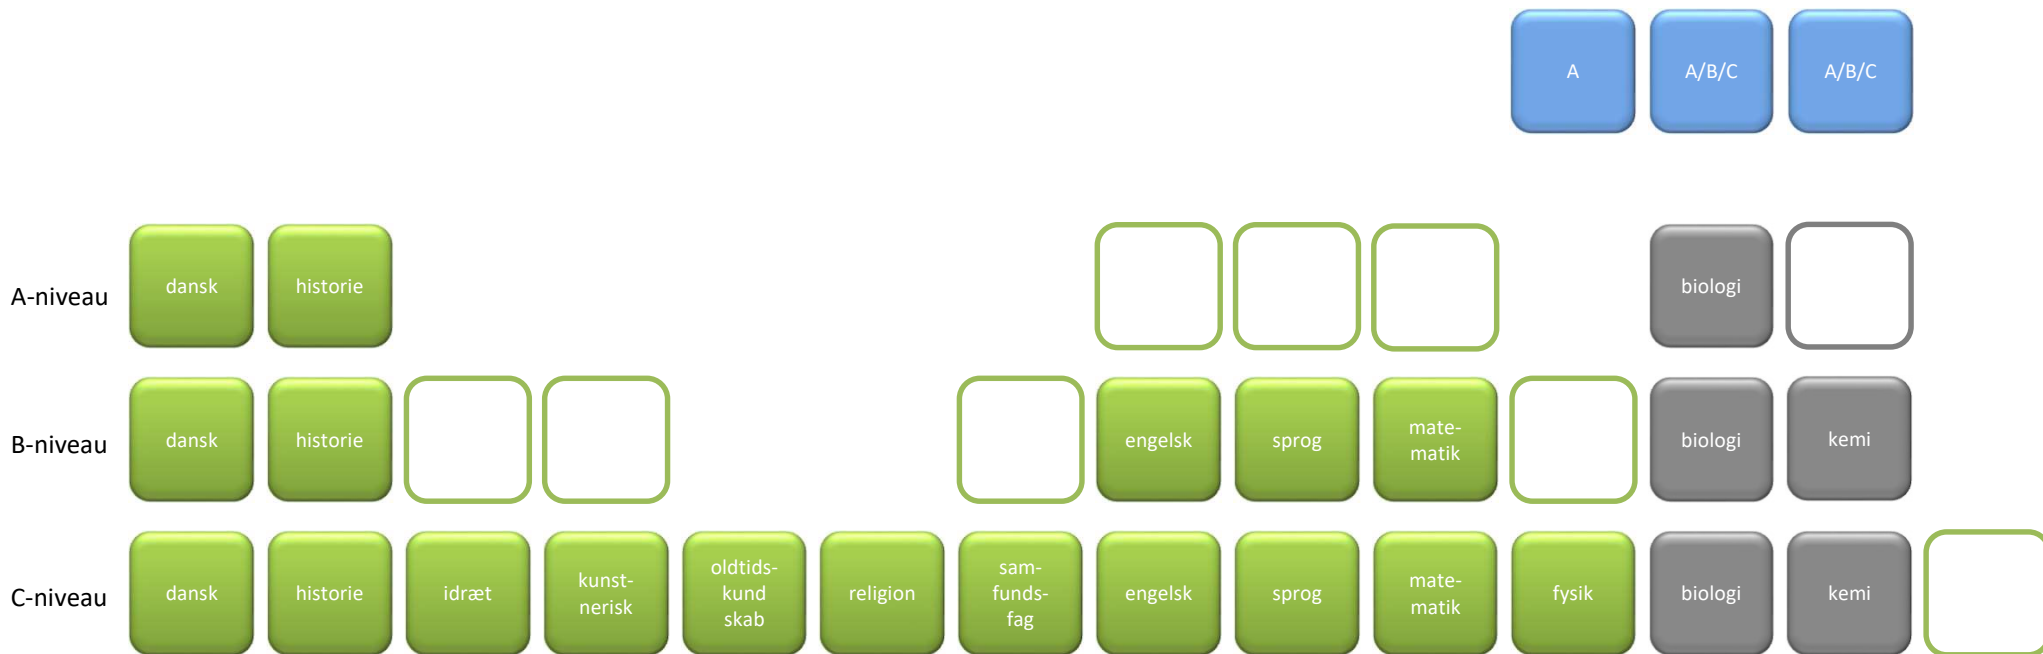 A
A/B/C
A/B/C
A-niveau
dansk
historie
biologi
B-niveau
dansk
historie
engelsk
sprog
mate-
matik
biologi
kemi
C-niveau
dansk
historie
idræt
kunst-
nerisk
oldtids-
kund
skab
religion
sam-
funds-
fag
engelsk
sprog
mate-
matik
fysik
biologi
kemi